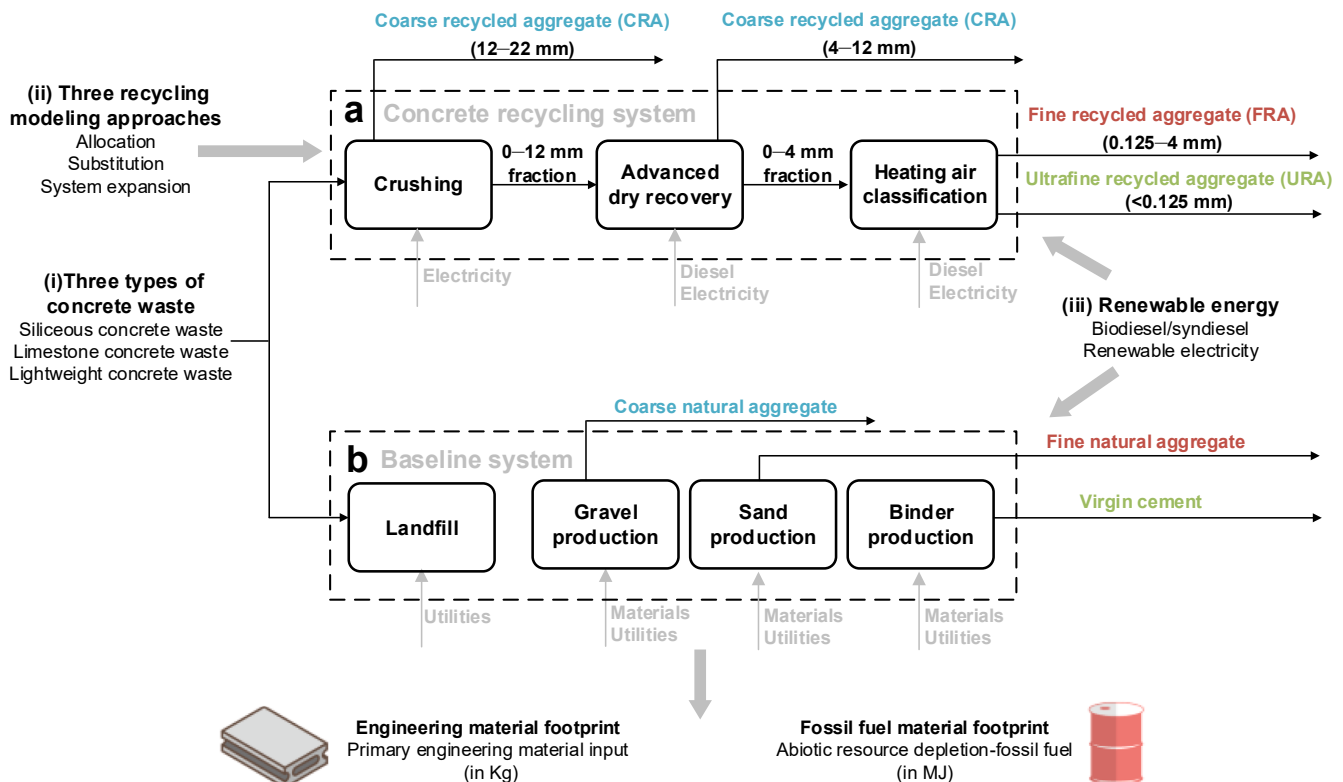 Coarse recycled aggregate (CRA)
(12–22 mm)
Coarse recycled aggregate (CRA)
(4–12 mm)
(ii) Three recycling
modeling approaches
Allocation
Substitution
System expansion
a Concrete recycling system
Crushing
0–12 mm
fraction
Advanced
dry recovery
0–4 mm
fraction
Heating air
classification
Fine recycled aggregate (FRA)
(0.125–4 mm)
Ultrafine recycled aggregate (URA)
(<0.125 mm)
Electricity
Diesel
Electricity
Diesel
Electricity
(i)Three types of
concrete waste
Siliceous concrete waste
Limestone concrete waste
Lightweight concrete waste
(iii) Renewable energy
Biodiesel/syndiesel
Renewable electricity
Coarse natural aggregate
Fine natural aggregate
Virgin cement
b Baseline system
Landfill
Gravel
production
Sand
production
Binder
production
Utilities
Materials
Utilities
Materials
Utilities
Materials
Utilities
Engineering material footprint
Primary engineering material input
(in Kg)
Fossil fuel material footprint
Abiotic resource depletion-fossil fuel
(in MJ)